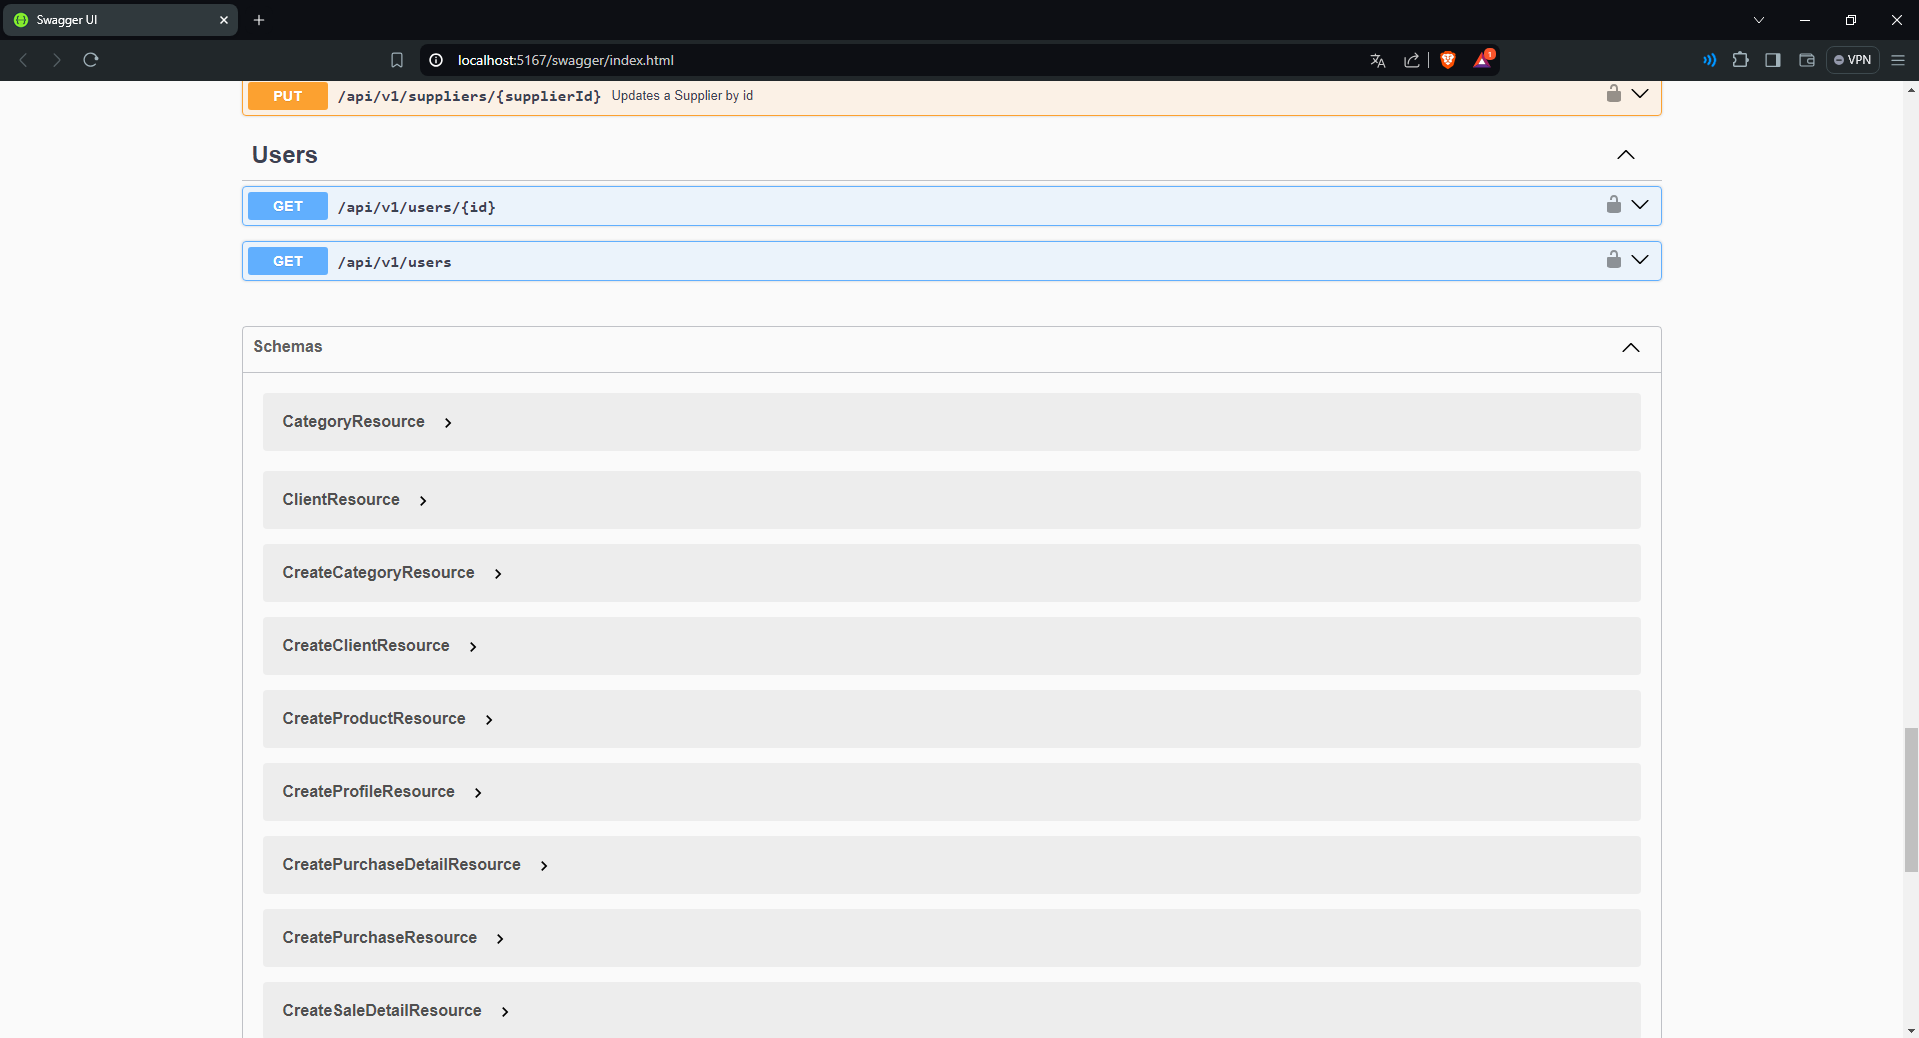 Swagger UI
localhost:5167/swagger/index.html
1
VPN
PUT /api/v1/suppliers/{supplierId} Updates a Supplier by id
Users
GET /api/v1/users/{id}
GET /api/v1/users
Schemas
CategoryResource
ClientResource
CreateCategoryResource
CreateClientResource
CreateProductResource
CreateProfileResource
CreatePurchaseDetailResource
CreatePurchaseResource
CreateSaleDetailResource